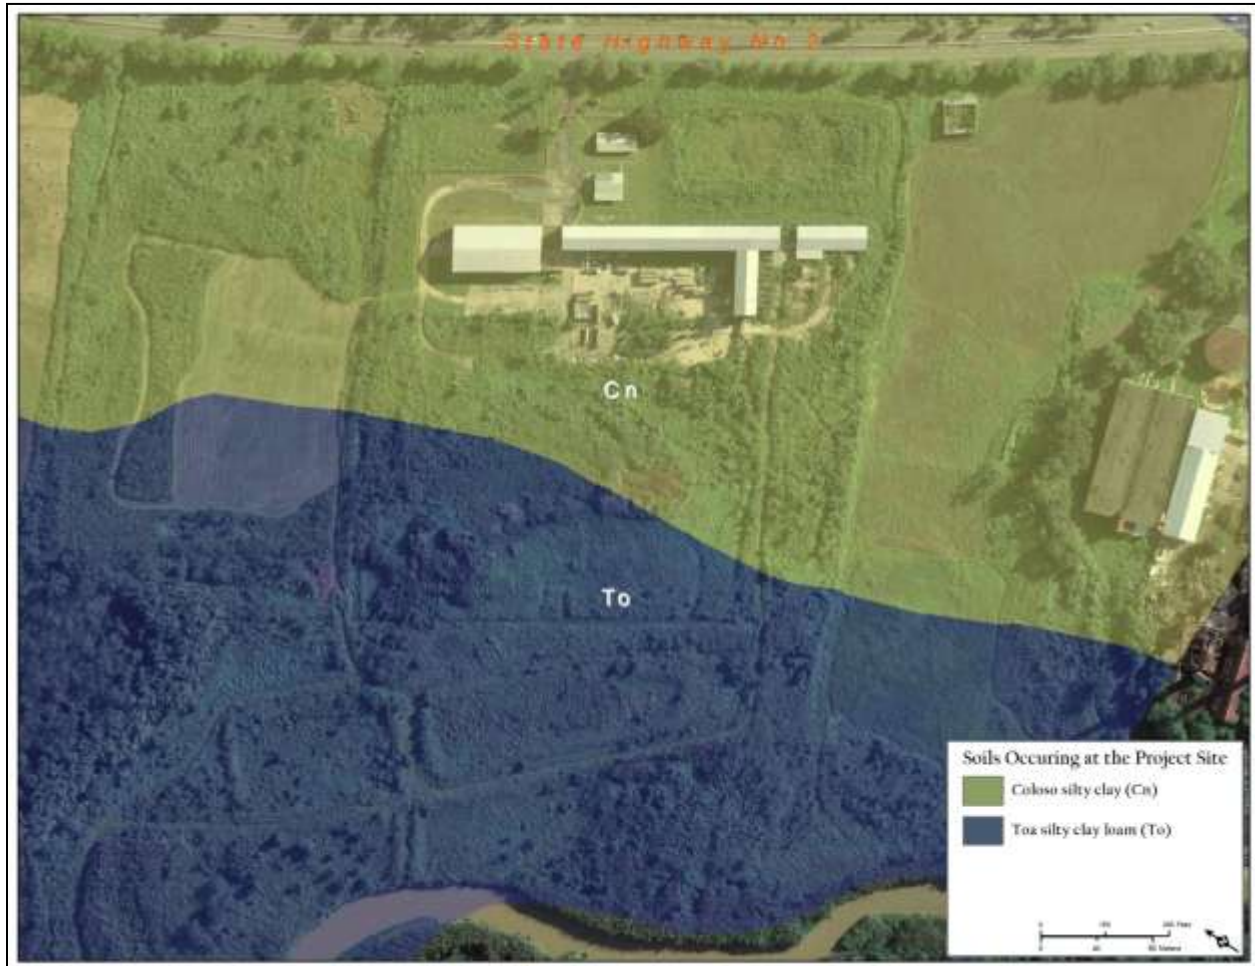 State Highway No 2
Cn
To
Soils Occuring at the Project Site
Coloso silty clay (Cn)
Toa silty clay loam (To)